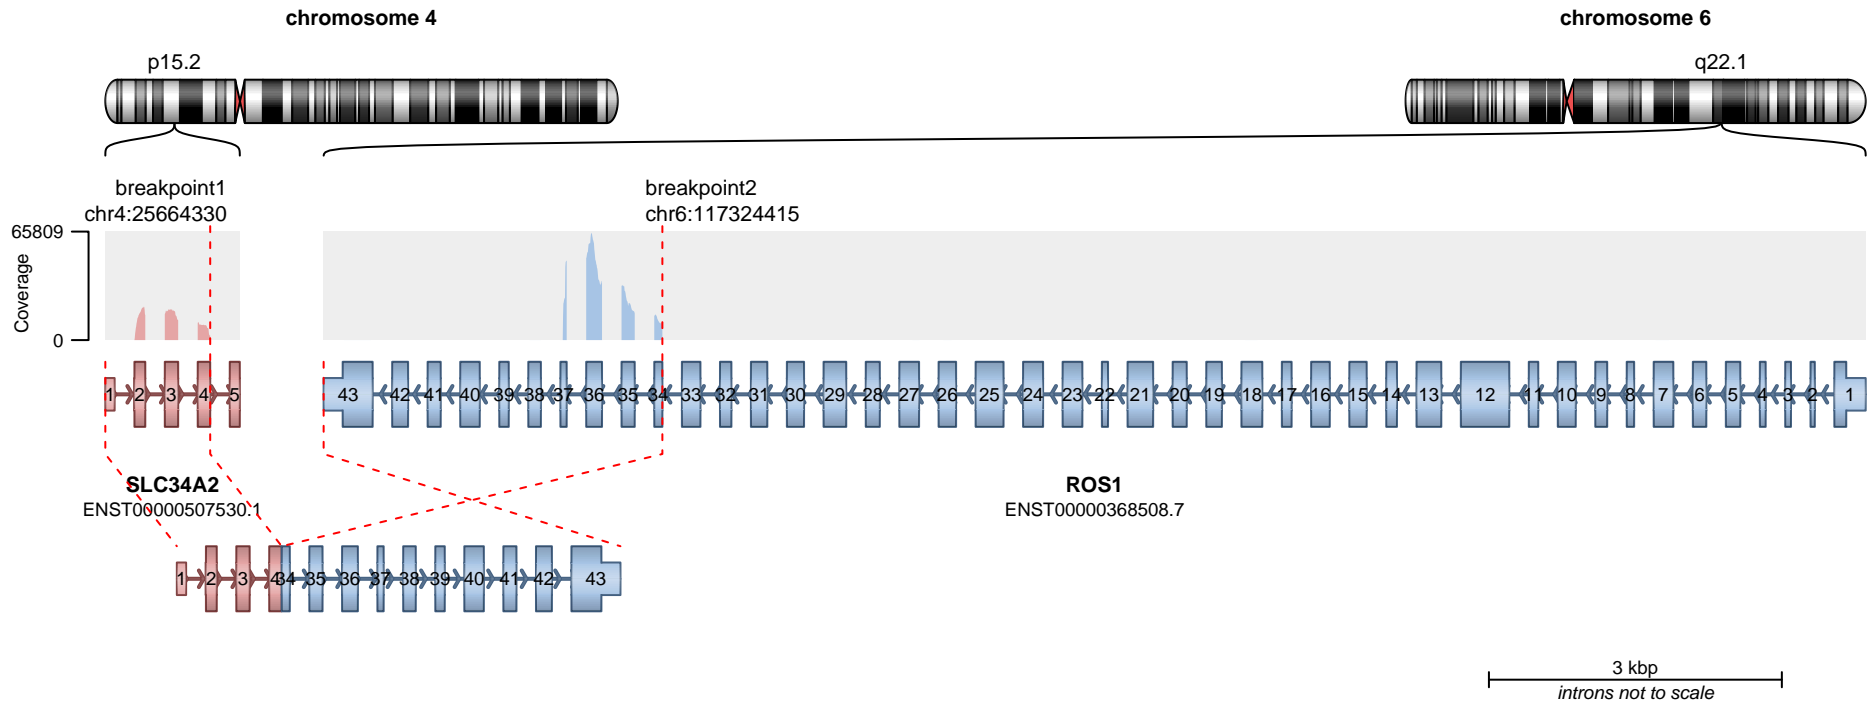 chromosome 4
chromosome 6
p15.2
q22.1
breakpoint1
chr4:25664330
breakpoint2
chr6:117324415
65809
Coverage
0
1 2 3 4 5
43 42 41 40 39 38 37 36 35 34 33 32 31 30 29 28 27 26 25 24 23 22 21 20 19 18 17 16 15 14 13 12 11 10 9 8 7 6 5 4 3 2 1
SLC34A2
ENST00000507530.1
ROS1
ENST00000368508.7
1 2 3 4 34 35 36 37 38 39 40 41 42 43
3 kbp
introns not to scale